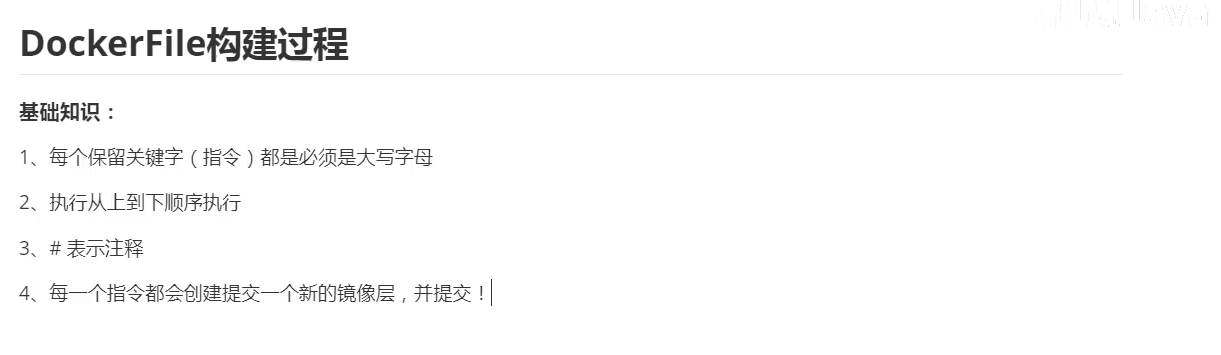 DockerFile构建过程
基础知识：
1、每个保留关键字（指令）都是必须是大写字母
2、执行从上到下顺序执行
3、# 表示注释
4、每一个指令都会创建提交一个新的镜像层，并提交！